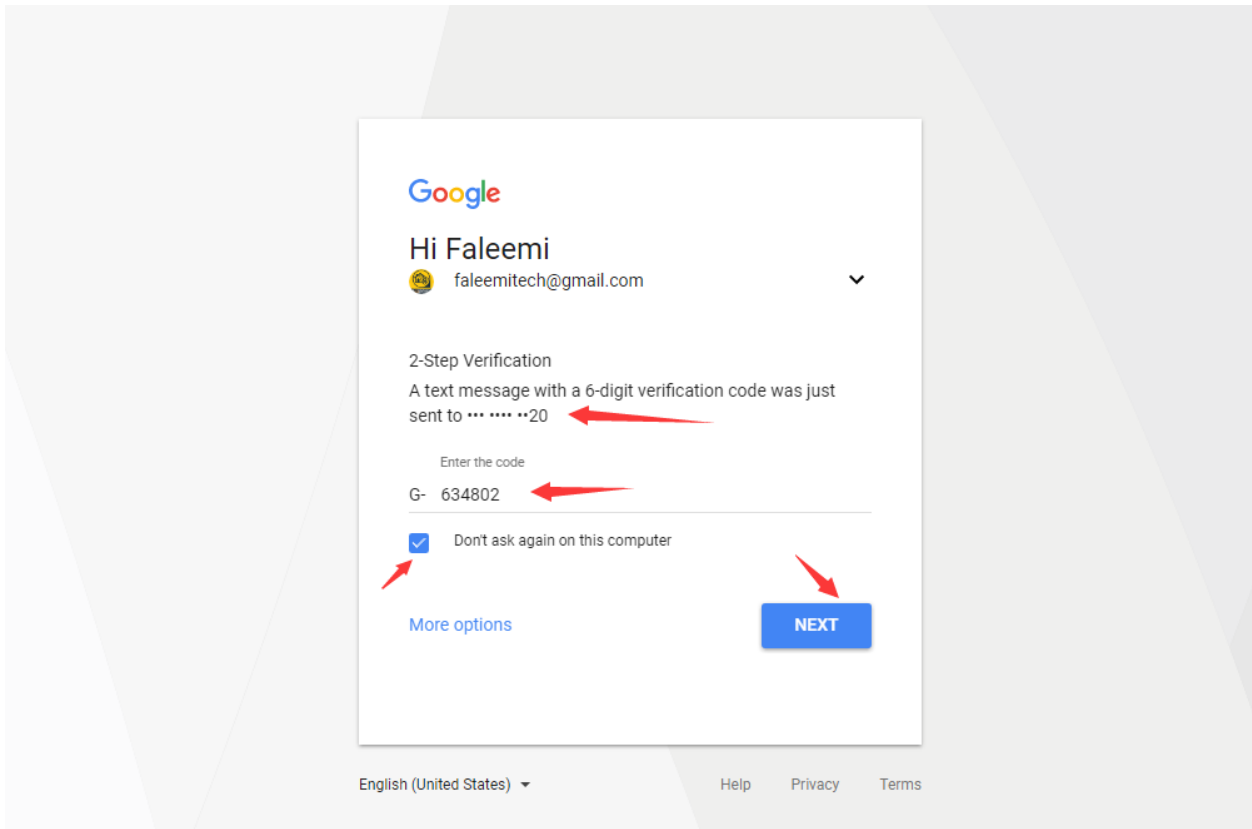 Google
Hi Faleemi
faleemitech@gmail.com
2-Step Verification
A text message with a 6-digit verification code was just
sent to ••• •••• ••20
Enter the code
G- 634802
Don't ask again on this computer
More options
NEXT
English (United States)
Help
Privacy
Terms